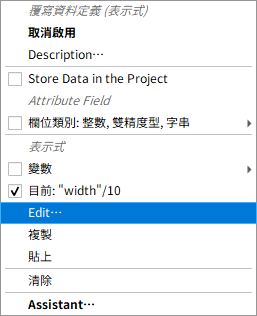 覆寫資料定義 (表示式)
取消啟用
Description…
Store Data in the Project
Attribute Field
欄位類別: 整數, 雙精度型, 字串
表示式
變數
目前: "width"/10
Edit…
複製
貼上
清除
Assistant…